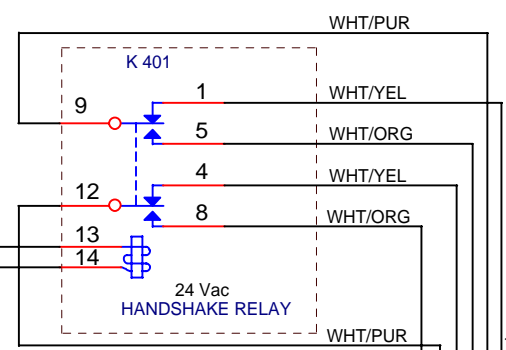 WHT/PUR
K 401
1
WHT/YEL
9
5
WHT/ORG
4
WHT/YEL
12
8
WHT/ORG
13
14
24 Vac
HANDSHAKE RELAY
WHT/PUR